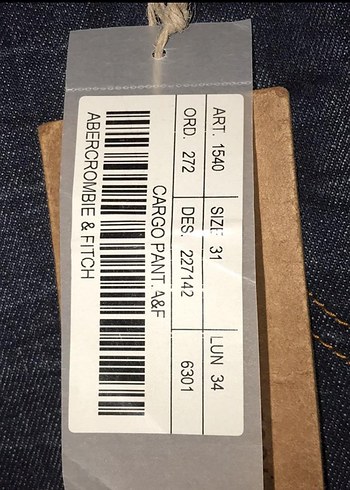 ART. 1540 SIZE 31 LUN 34
ORD. 272 DES. 227142 6301
CARGO PANT. A&F
ABERCROMBIE & FITCH